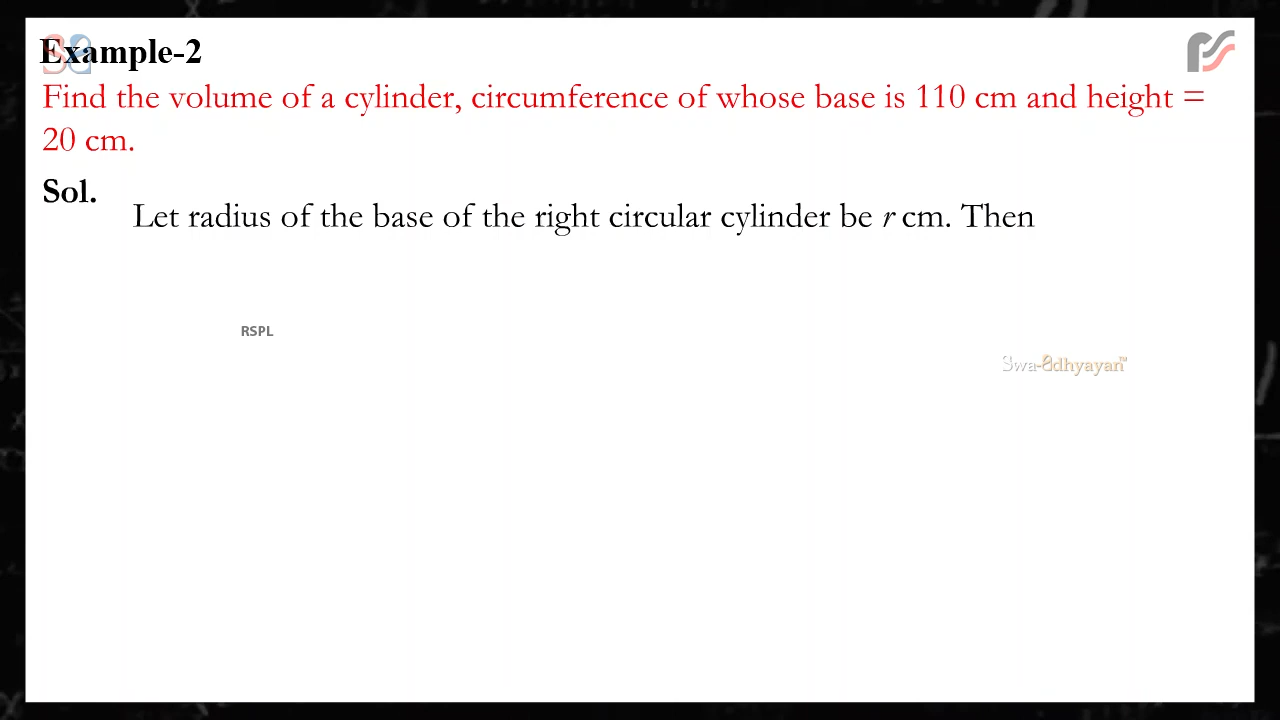 Example-2
Find the volume of a cylinder, circumference of whose base is 110 cm and height =
20 cm.
Sol.
Let radius of the base of the right circular cylinder be r cm. Then
RSPL
Swa-adhyayan™